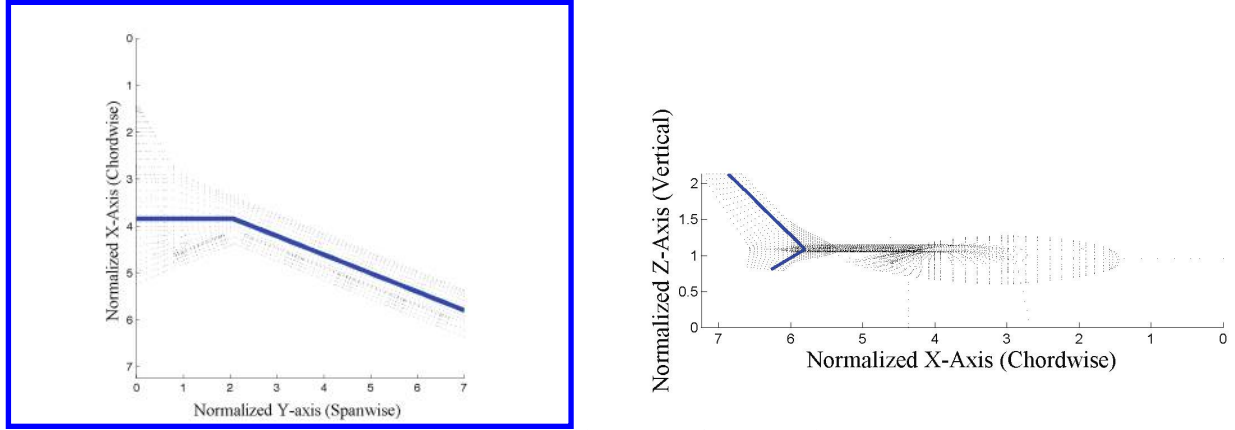 0
1
2
3
4
5
6
7
Normalized X-Axis (Chordwise)
0 1 2 3 4 5 6 7
Normalized Y-axis (Spanwise)
2
1.5
1
0.5
0
Normalized Z-Axis (Vertical)
7 6 5 4 3 2 1 0
Normalized X-Axis (Chordwise)